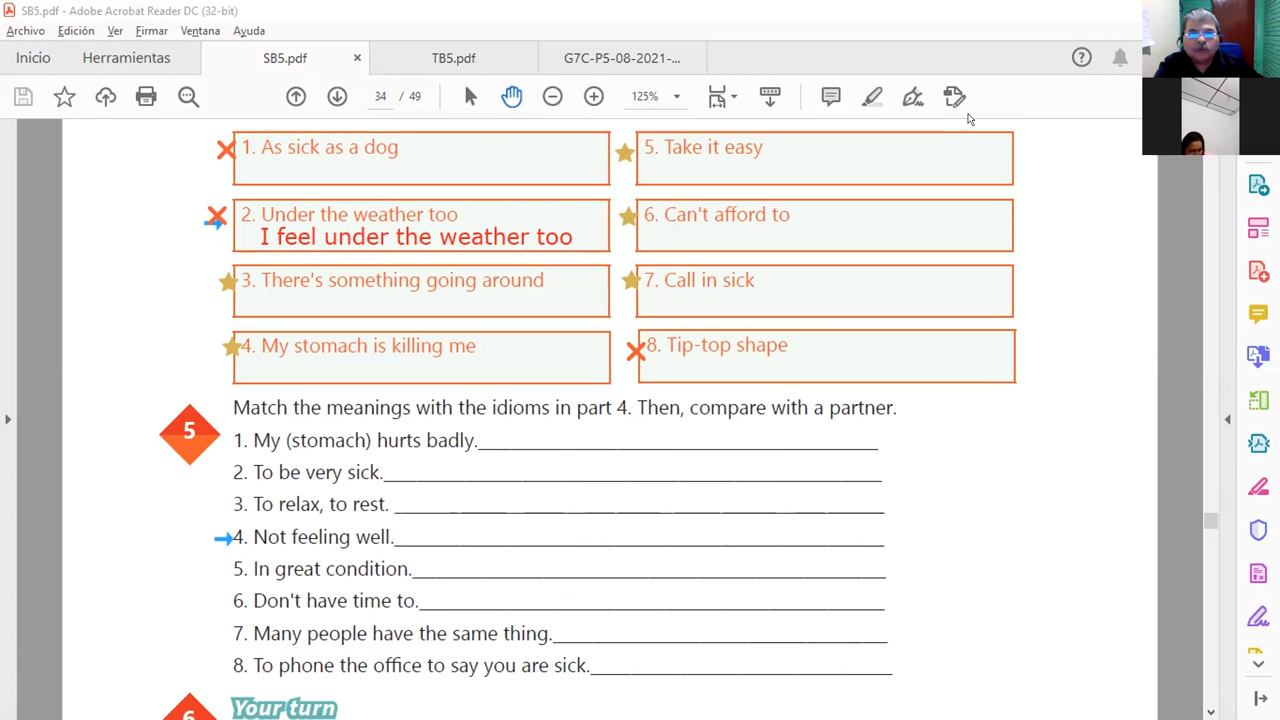 SB5.pdf - Adobe Acrobat Reader DC (32-bit)
Archivo Edición Ver Firmar Ventana Ayuda
Inicio Herramientas SB5.pdf × TB5.pdf G7C-P5-08-2021-...
34 / 49 125%
1. As sick as a dog
5. Take it easy
2. Under the weather too
I feel under the weather too
6. Can't afford to
3. There's something going around
7. Call in sick
4. My stomach is killing me
8. Tip-top shape
5
Match the meanings with the idioms in part 4. Then, compare with a partner.
1. My (stomach) hurts badly.
2. To be very sick.
3. To relax, to rest.
4. Not feeling well.
5. In great condition.
6. Don't have time to.
7. Many people have the same thing.
8. To phone the office to say you are sick.
6
Your turn